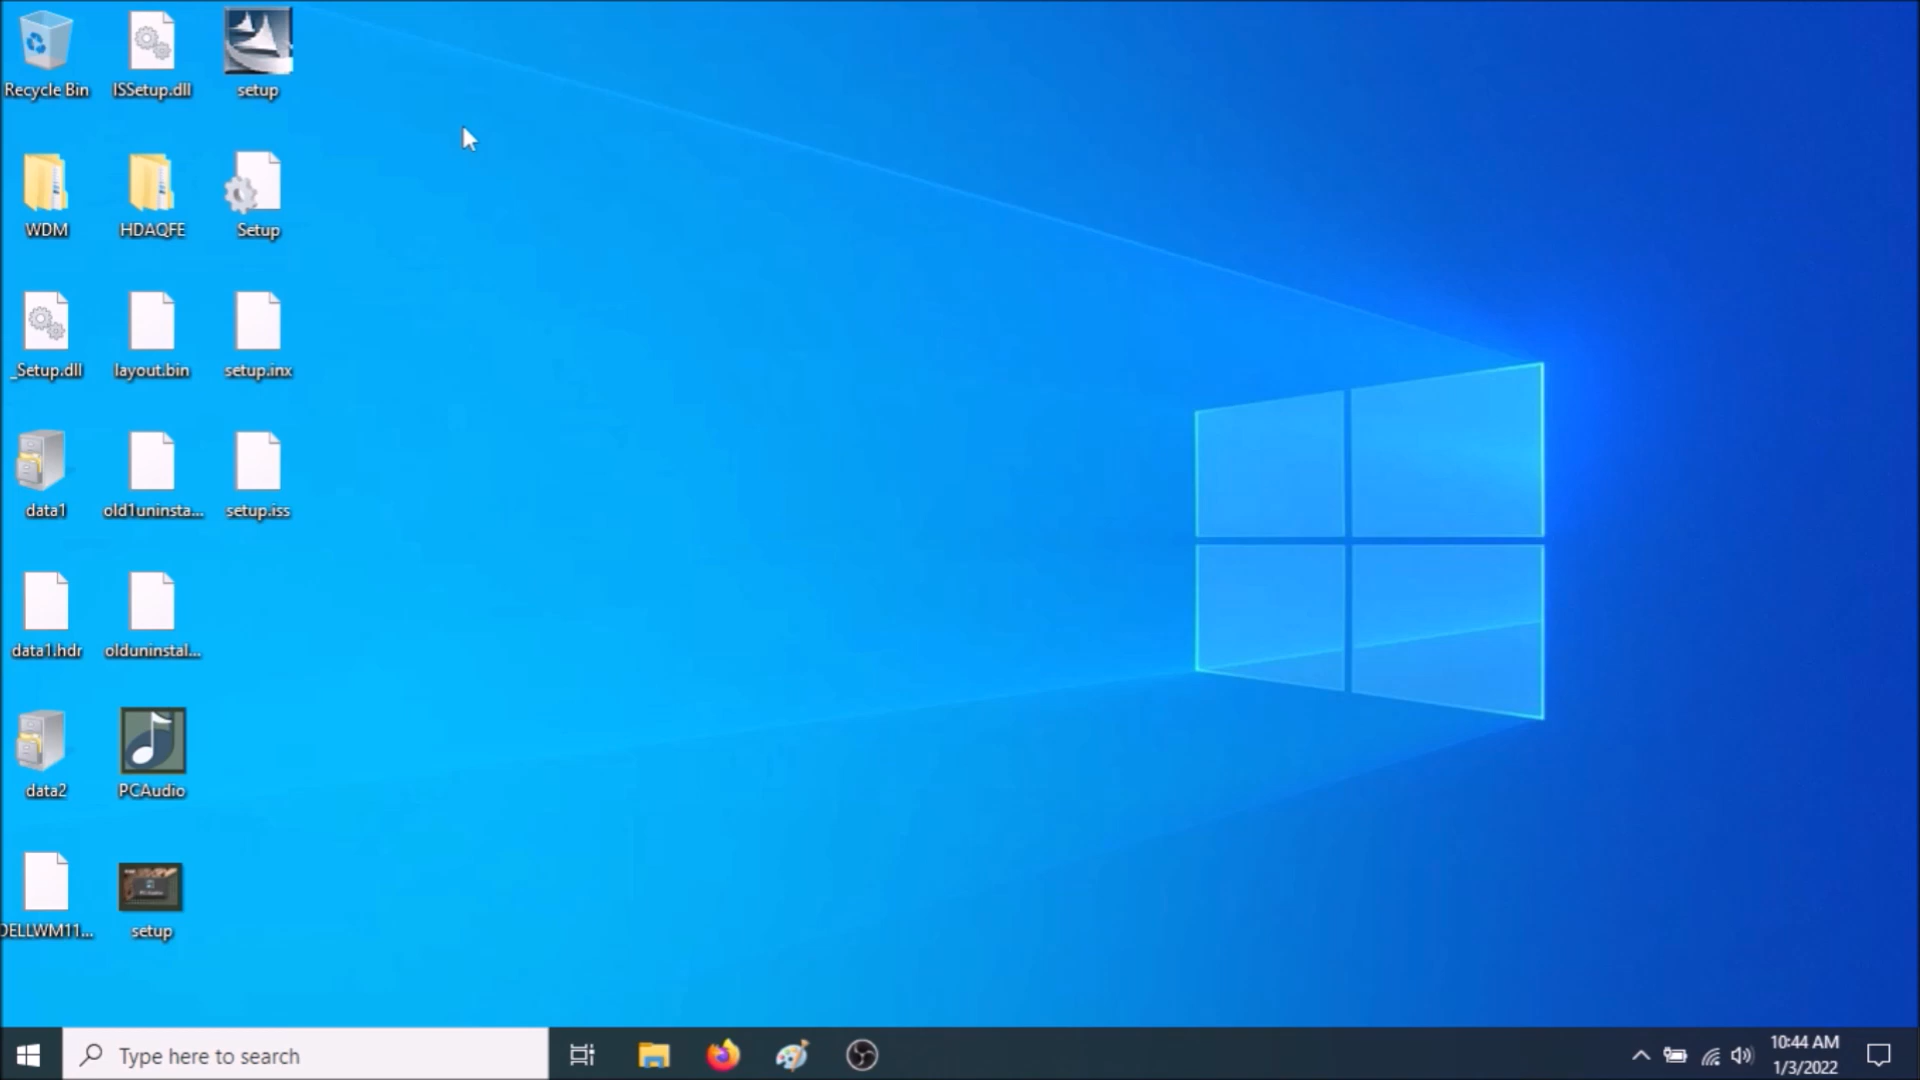 Recycle Bin
ISSetup.dll
setup
WDM
HDAQFE
Setup
_Setup.dll
layout.bin
setup.inx
data1
old1uninsta...
setup.iss
data1.hdr
olduninstal...
data2
PCAudio
DELLWM11...
setup
Type here to search
10:44 AM
1/3/2022